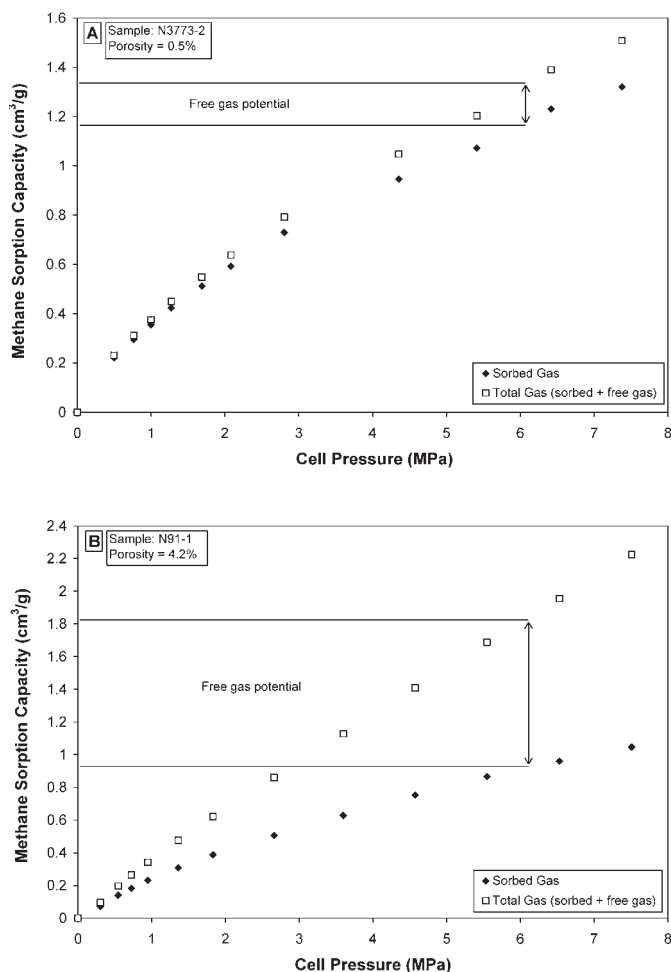 A
Sample: N3773-2
Porosity = 0.5%
1.6
1.4
1.2
1
0.8
0.6
0.4
0.2
0
Methane Sorption Capacity (cm³/g)
Free gas potential
Sorbed Gas
Total Gas (sorbed + free gas)
0 1 2 3 4 5 6 7 8
Cell Pressure (MPa)
B
Sample: N91-1
Porosity = 4.2%
2.4
2.2
2
1.8
1.6
1.4
1.2
1
0.8
0.6
0.4
0.2
0
Methane Sorption Capacity (cm³/g)
Free gas potential
Sorbed Gas
Total Gas (sorbed + free gas)
0 1 2 3 4 5 6 7 8
Cell Pressure (MPa)